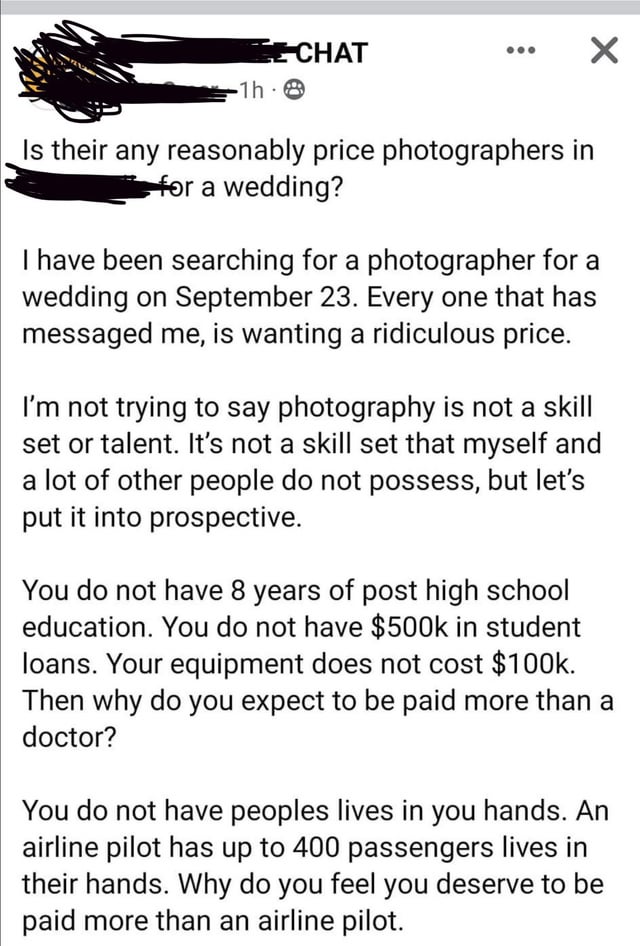 E CHAT
1h
Is their any reasonably price photographers in
for a wedding?
I have been searching for a photographer for a
wedding on September 23. Every one that has
messaged me, is wanting a ridiculous price.
I'm not trying to say photography is not a skill
set or talent. It's not a skill set that myself and
a lot of other people do not possess, but let's
put it into prospective.
You do not have 8 years of post high school
education. You do not have $500k in student
loans. Your equipment does not cost $100k.
Then why do you expect to be paid more than a
doctor?
You do not have peoples lives in you hands. An
airline pilot has up to 400 passengers lives in
their hands. Why do you feel you deserve to be
paid more than an airline pilot.